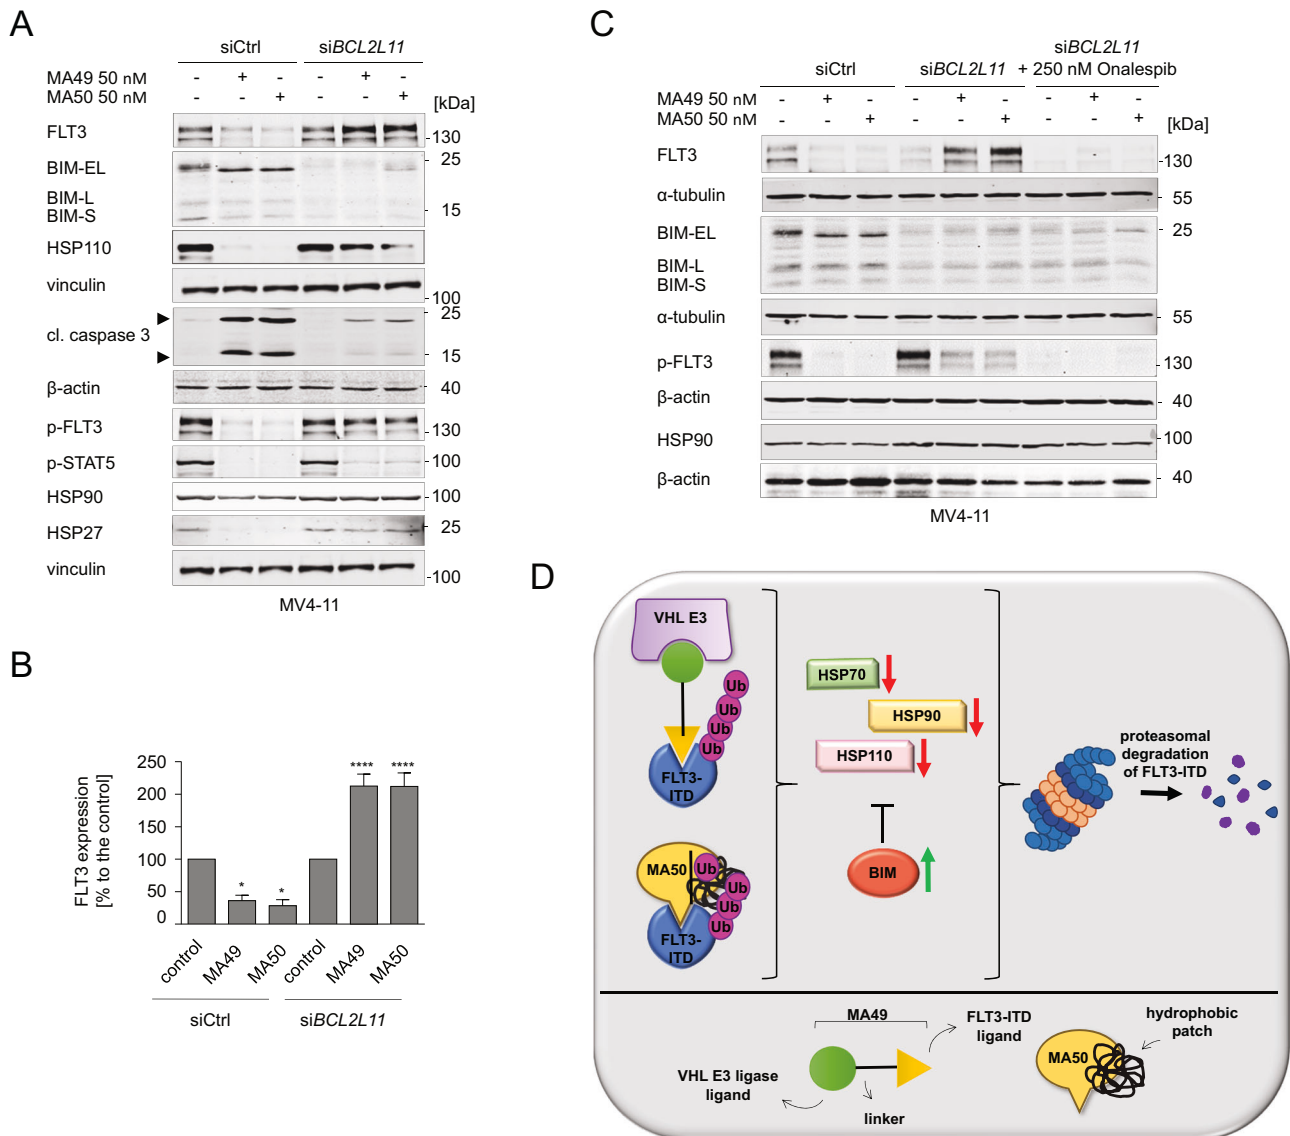 A
siCtrl siBCL2L11
MA49 50 nM - + - - + -
MA50 50 nM - - + - - +
[kDa]
FLT3
130
BIM-EL
25
BIM-L
BIM-S
15
HSP110
vinculin
100
cl. caspase 3
25
15
β-actin
40
p-FLT3
130
p-STAT5
100
HSP90
100
HSP27
25
vinculin
100
MV4-11
B
FLT3 expression
[% to the control]
250
200
150
100
50
0
* * **** ****
control MA49 MA50 control MA49 MA50
siCtrl siBCL2L11
C
siCtrl siBCL2L11 siBCL2L11
+ 250 nM Onalespib
MA49 50 nM - + - - + - - + -
MA50 50 nM - - + - - + - - +
[kDa]
FLT3
130
α-tubulin
55
BIM-EL
25
BIM-L
BIM-S
α-tubulin
55
p-FLT3
130
β-actin
40
HSP90
100
β-actin
40
MV4-11
D
VHL E3
Ub
Ub
Ub
Ub
FLT3-
ITD
MA50
Ub
Ub
Ub
Ub
FLT3-
ITD
HSP70
HSP90
HSP110
BIM
proteasomal
degradation
of FLT3-ITD
MA49
VHL E3 ligase
ligand
linker
FLT3-ITD
ligand
MA50
hydrophobic
patch